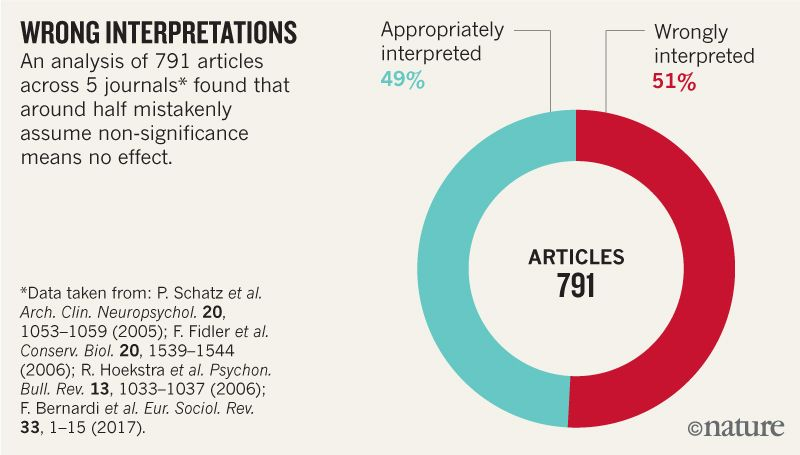 WRONG INTERPRETATIONS
An analysis of 791 articles
across 5 journals* found that
around half mistakenly
assume non-significance
means no effect.
Appropriately
interpreted
49%
Wrongly
interpreted
51%
ARTICLES
791
*Data taken from: P. Schatz et al.
Arch. Clin. Neuropsychol. 20,
1053–1059 (2005); F. Fidler et al.
Conserv. Biol. 20, 1539–1544
(2006); R. Hoekstra et al. Psychon.
Bull. Rev. 13, 1033–1037 (2006);
F. Bernardi et al. Eur. Sociol. Rev.
33, 1–15 (2017).
©nature